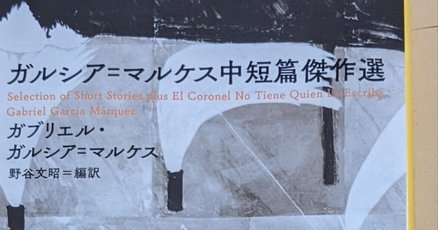 ガルシア=マルケス中短篇傑作選
Selection of Short Stories plus El Coronel No Tiene Quien Le Escriba
Gabriel García Márquez
ガブリエル・
ガルシア=マルケス
野谷文昭=編訳